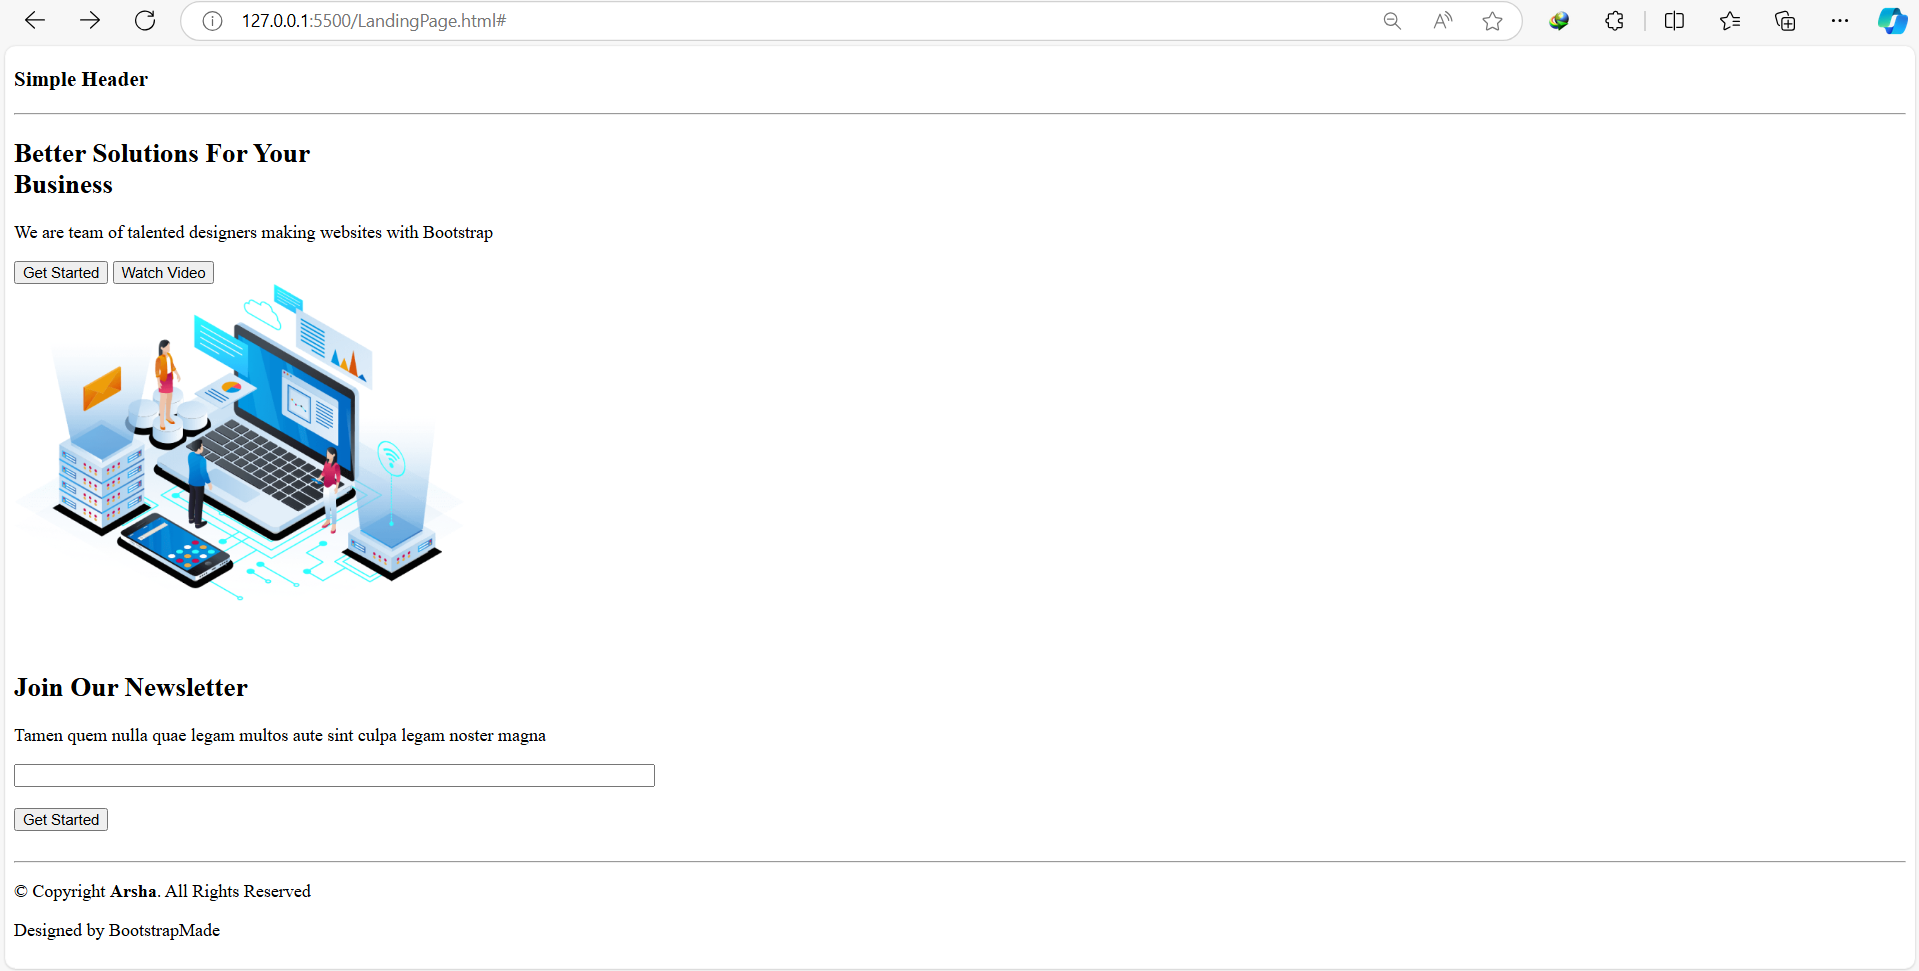 127.0.0.1:5500/LandingPage.html#
Simple Header
Better Solutions For Your
Business
We are team of talented designers making websites with Bootstrap
Get Started Watch Video
Join Our Newsletter
Tamen quem nulla quae legam multos aute sint culpa legam noster magna
Get Started
© Copyright Arsha. All Rights Reserved
Designed by BootstrapMade